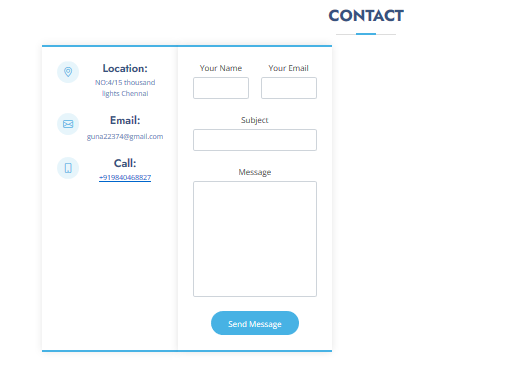 CONTACT
Location:
NO:4/15 thousand
lights Chennai
Email:
guna22374@gmail.com
Call:
+919840468827
Your Name
Your Email
Subject
Message
Send Message